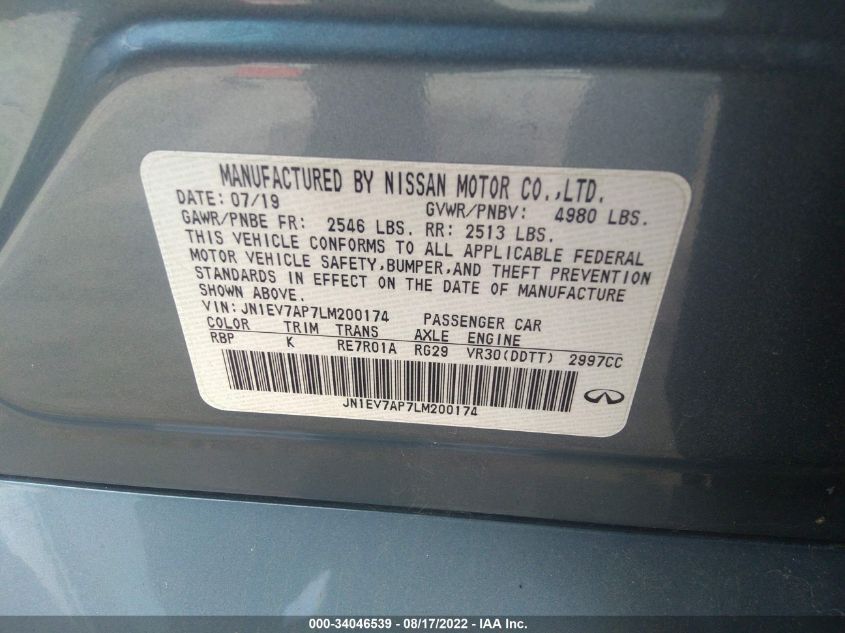 MANUFACTURED BY NISSAN MOTOR CO.,LTD.
DATE: 07/19 GVWR/PNBV: 4980 LBS.
GAWR/PNBE FR: 2546 LBS. RR: 2513 LBS.
THIS VEHICLE CONFORMS TO ALL APPLICABLE FEDERAL
MOTOR VEHICLE SAFETY,BUMPER,AND THEFT PREVENTION
STANDARDS IN EFFECT ON THE DATE OF MANUFACTURE
SHOWN ABOVE.
VIN:JN1EV7AP7LM200174 PASSENGER CAR
COLOR TRIM TRANS AXLE ENGINE
RBP K RE7R01A RG29 VR30(DDTT) 2997CC
JN1EV7AP7LM200174
000-34046539 - 08/17/2022 - IAA Inc.